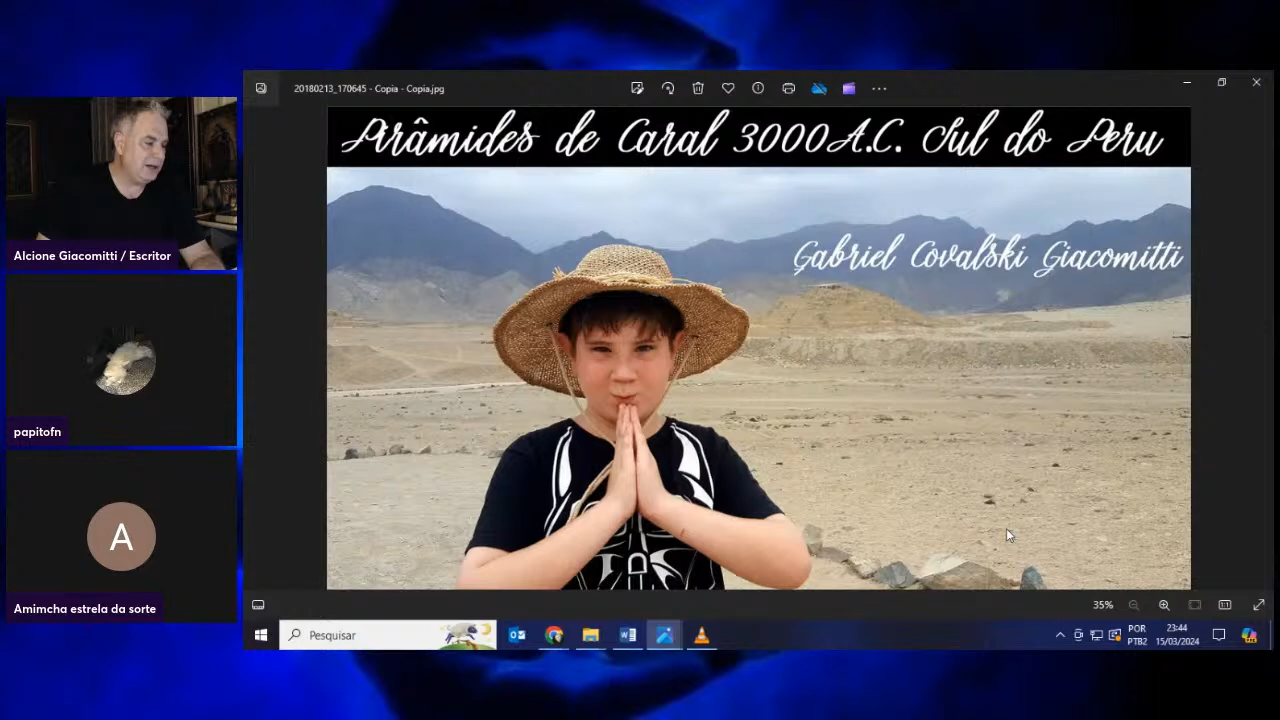 20180213_170645 - Copia - Copia.jpg
Pirâmides de Caral 3000A.C. Sul do Peru
Gabriel Covalski Giacomitti
Alcione Giacomitti / Escritor
papitofn
A
Amimcha estrela da sorte
35%
Pesquisar
POR
PTB2
23:44
15/03/2024